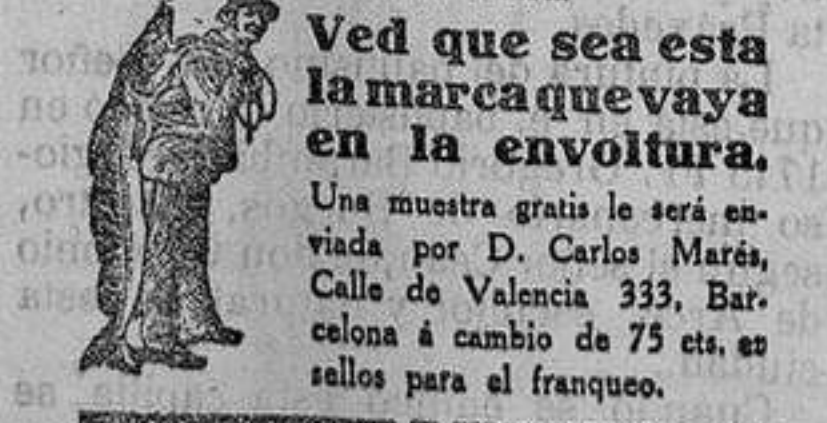 Ved que sea esta
la marca que vaya
en la envoltura.
Una muestra gratis le será en-
viada por D. Carlos Marés,
Calle de Valencia 333, Bar-
celona á cambio de 75 cts. en
sellos para el franqueo.